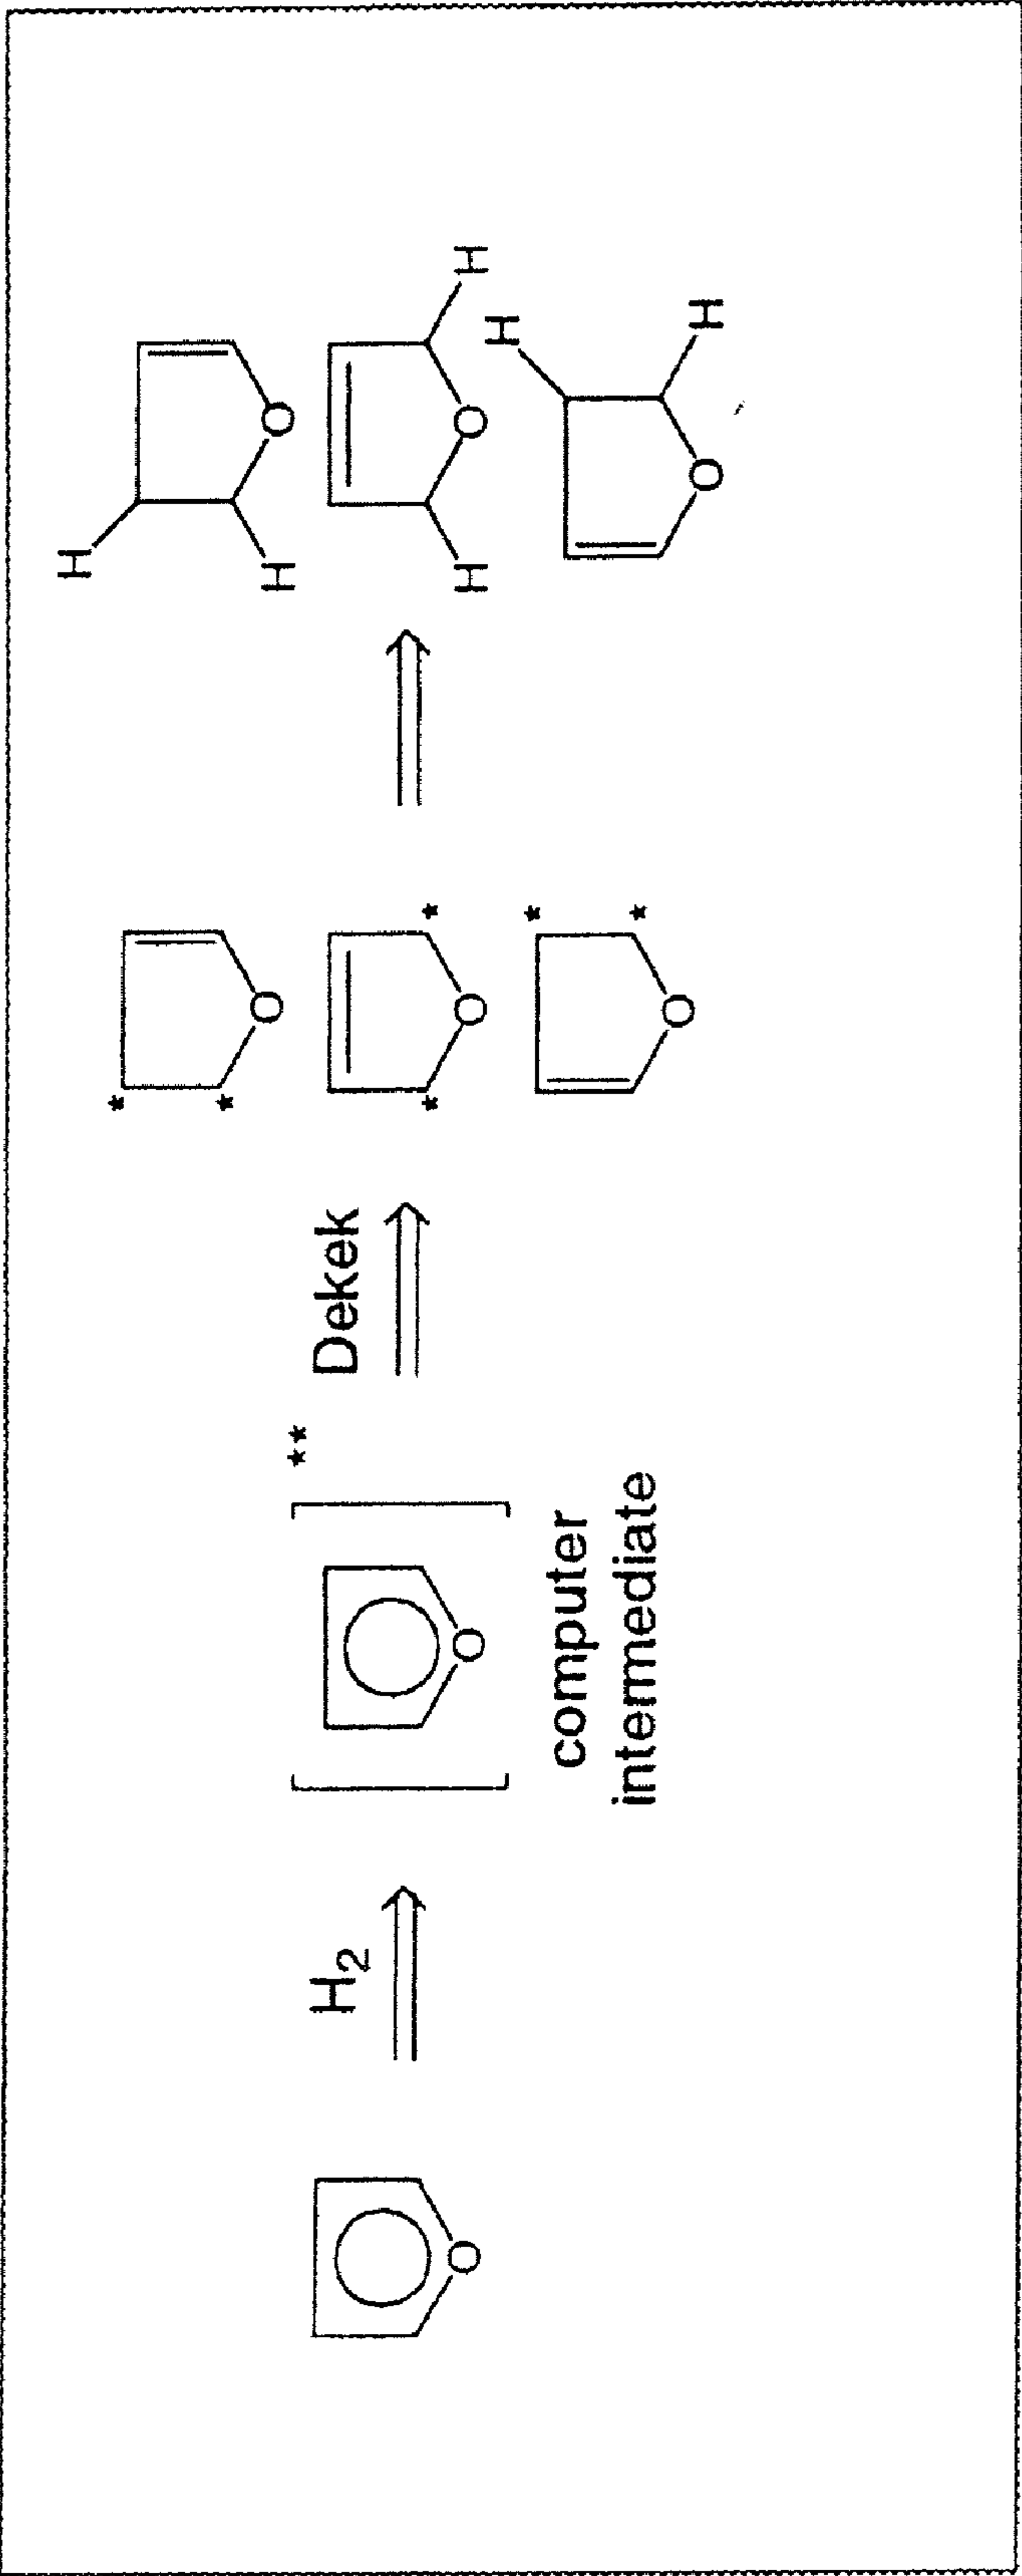 O
H₂
O
**
computer
intermediate
Dekek
*
*
O
*
*
O
*
*
O
H
H
O
H
H
O
H
H
O